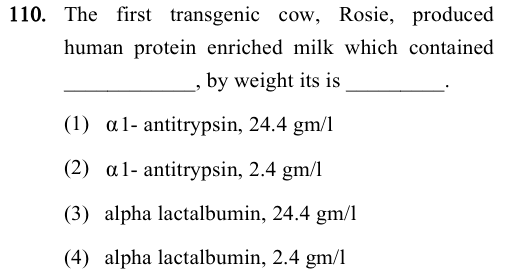 110. The first transgenic cow, Rosie, produced
human protein enriched milk which contained
____________, by weight its is _________.
(1) α1- antitrypsin, 24.4 gm/l
(2) α1- antitrypsin, 2.4 gm/l
(3) alpha lactalbumin, 24.4 gm/l
(4) alpha lactalbumin, 2.4 gm/l